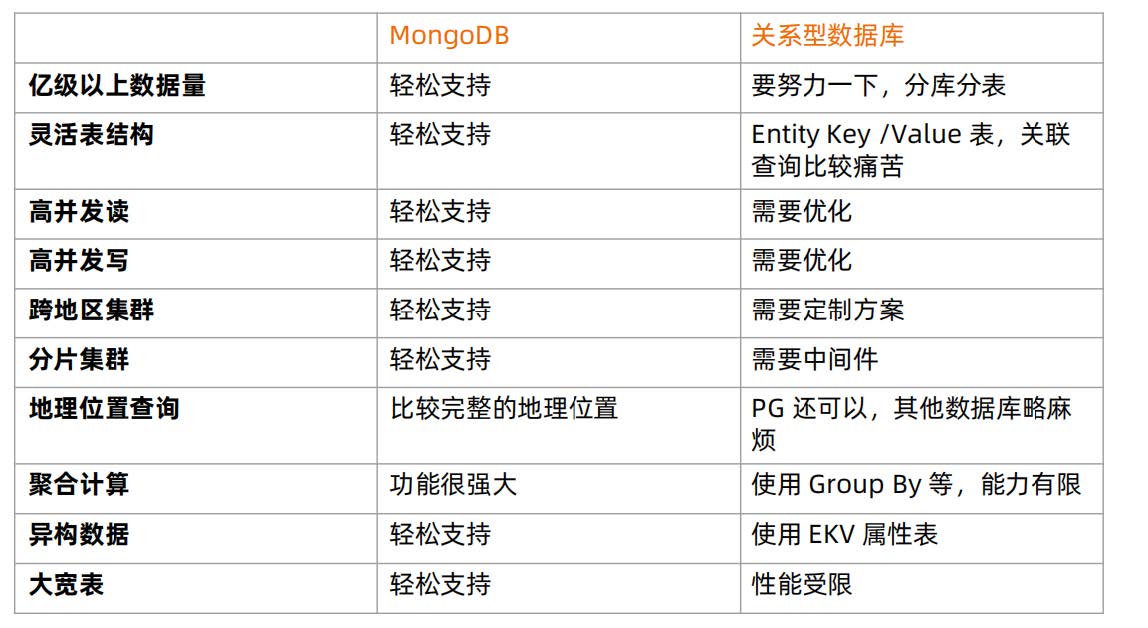 MongoDB 关系型数据库
亿级以上数据量 轻松支持 要努力一下，分库分表
灵活表结构 轻松支持 Entity Key /Value 表，关联
查询比较痛苦
高并发读 轻松支持 需要优化
高并发写 轻松支持 需要优化
跨地区集群 轻松支持 需要定制方案
分片集群 轻松支持 需要中间件
地理位置查询 比较完整的地理位置 PG 还可以，其他数据库略麻
烦
聚合计算 功能很强大 使用 Group By 等，能力有限
异构数据 轻松支持 使用 EKV 属性表
大宽表 轻松支持 性能受限